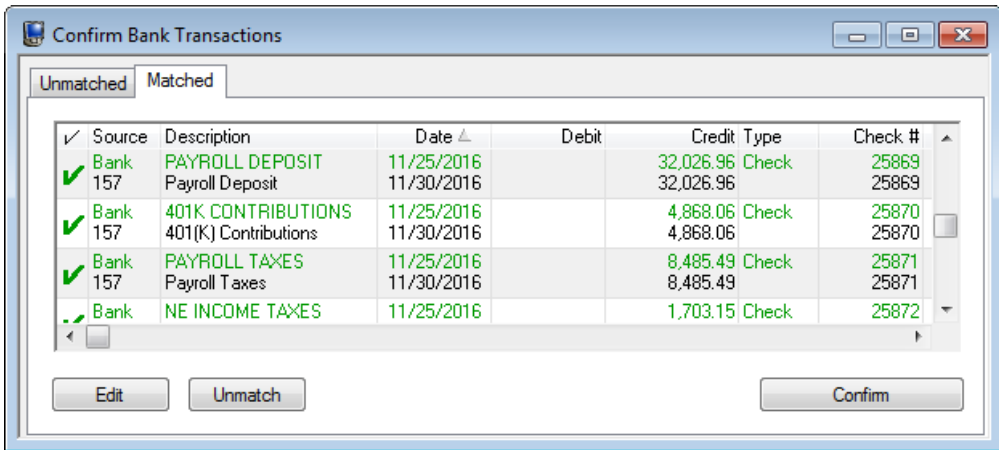 Confirm Bank Transactions
Unmatched Matched
Source Description Date Debit Credit Type Check #
Bank PAYROLL DEPOSIT 11/25/2016 32,026.96 Check 25869
157 Payroll Deposit 11/30/2016 32,026.96 25869
Bank 401K CONTRIBUTIONS 11/25/2016 4,868.06 Check 25870
157 401(K) Contributions 11/30/2016 4,868.06 25870
Bank PAYROLL TAXES 11/25/2016 8,485.49 Check 25871
157 Payroll Taxes 11/30/2016 8,485.49 25871
Bank NE INCOME TAXES 11/25/2016 1,703.15 Check 25872
Edit Unmatch Confirm